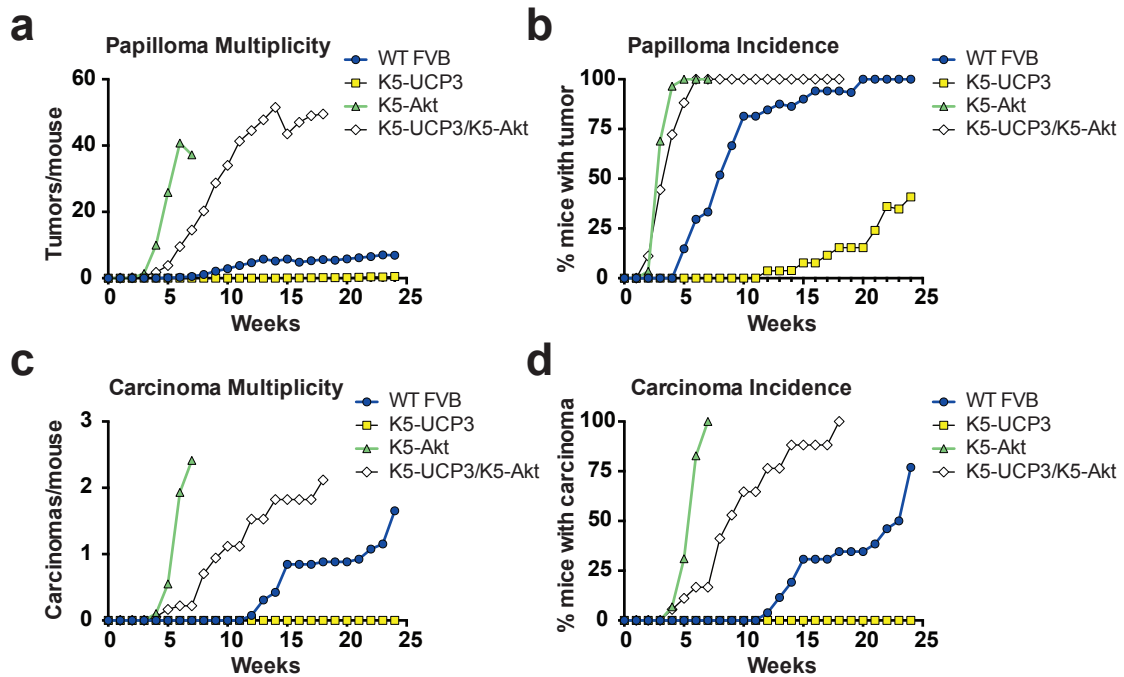 a
Papilloma Multiplicity
Tumors/mouse
60
40
20
0
0 5 10 15 20 25
Weeks
WT FVB
K5-UCP3
K5-Akt
K5-UCP3/K5-Akt
b
Papilloma Incidence
% mice with tumor
100
75
50
25
0
0 5 10 15 20 25
Weeks
WT FVB
K5-UCP3
K5-Akt
K5-UCP3/K5-Akt
c
Carcinoma Multiplicity
Carcinomas/mouse
3
2
1
0
0 5 10 15 20 25
Weeks
WT FVB
K5-UCP3
K5-Akt
K5-UCP3/K5-Akt
d
Carcinoma Incidence
% mice with carcinoma
100
75
50
25
0
0 5 10 15 20 25
Weeks
WT FVB
K5-UCP3
K5-Akt
K5-UCP3/K5-Akt